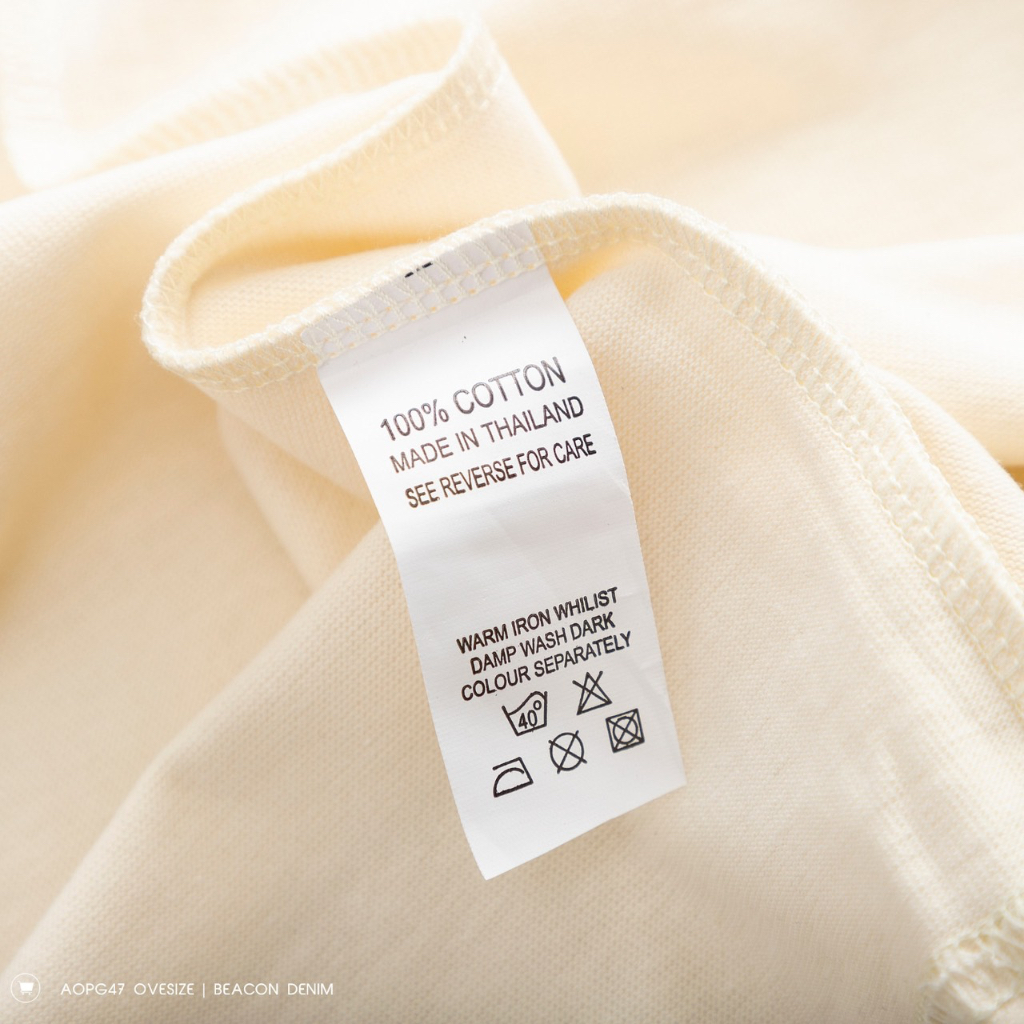 100% COTTON
MADE IN THAILAND
SEE REVERSE FOR CARE
WARM IRON WHILIST
DAMP WASH DARK
COLOUR SEPARATELY
40°
AOPG47 OVESIZE | BEACON DENIM